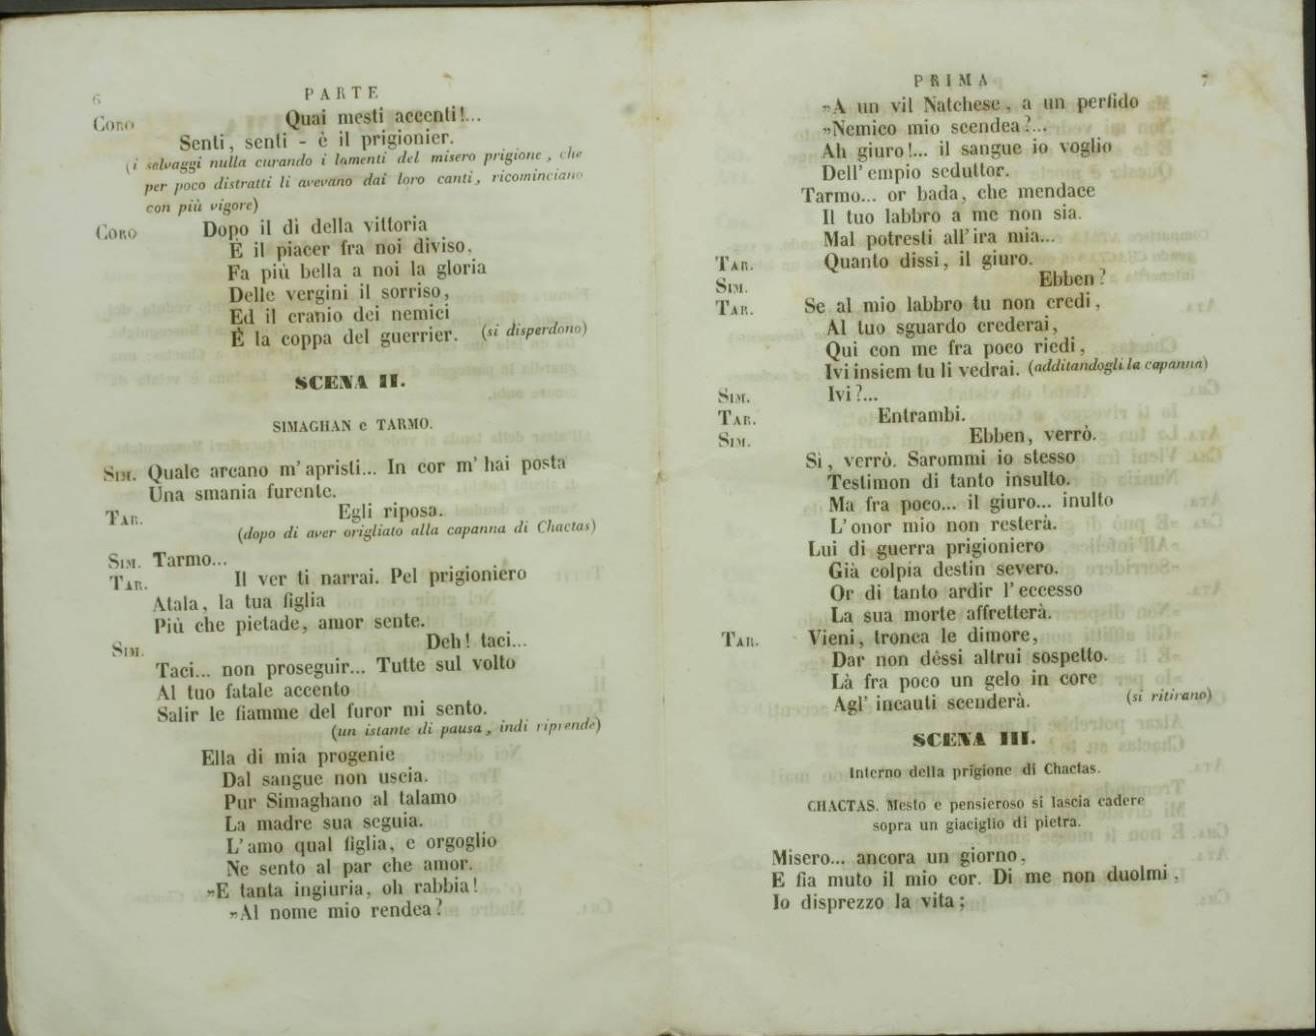 6
PARTE
CORO Quai mesti accenti!...
Senti, senti - è il prigionier.
(i selvaggi nulla curando i lamenti del misero prigione, che
per poco distratti li avevano dai loro canti, ricominciano
con più vigore)
CORO Dopo il dì della vittoria
E il piacer fra noi diviso,
Fa più bella a noi la gloria
Delle vergini il sorriso,
Ed il cranio dei nemici
È la coppa del guerrier. (si disperdono)
SCENA II.
SIMAGHAN e TARMO.
SIM. Quale arcano m'apristi... In cor m'hai posta
Una smania furente.
TAR. Egli riposa.
(dopo di aver origliato alla capanna di Chactas)
SIM. Tarmo...
TAR. Il ver ti narrai. Pel prigioniero
Atala, la tua figlia
Più che pietade, amor sente.
SIM. Deh! taci...
Taci... non proseguir... Tutte sul volto
Al tuo fatale accento
Salir le fiamme del furor mi sento.
(un istante di pausa, indi riprende)
Ella di mia progenie
Dal sangue non uscia.
Pur Simaghano al talamo
La madre sua seguia.
L'amo qual figlia, e orgoglio
Ne sento al par che amor.
»E tanta ingiuria, oh rabbia!
»Al nome mio rendea?
PRIMA
7
»A un vil Natchese, a un perfido
»Nemico mio scendea?...
Ah giuro!... il sangue io voglio
Dell'empio seduttor.
Tarmo... or bada, che mendace
Il tuo labbro a me non sia.
Mal potresti all'ira mia...
TAR. Quanto dissi, il giuro.
SIM. Ebben?
TAR. Se al mio labbro tu non credi,
Al tuo sguardo crederai,
Qui con me fra poco riedi,
Ivi insiem tu li vedrai. (additandogli la capanna)
SIM. Ivi?...
TAR. Entrambi.
SIM. Ebben, verrò.
Sì, verrò. Sarommi io stesso
Testimon di tanto insulto.
Ma fra poco... il giuro... inulto
L'onor mio non resterà.
Lui di guerra prigioniero
Già colpia destin severo.
Or di tanto ardir l'eccesso
La sua morte affretterà.
TAR. Vieni, tronca le dimore,
Dar non déssi altrui sospetto.
Là fra poco un gelo in core
Agl'incauti scenderà. (si ritirano)
SCENA III.
Interno della prigione di Chactas.
CHACTAS. Mesto e pensieroso si lascia cadere
sopra un giaciglio di pietra.
Misero... ancora un giorno,
E fia muto il mio cor. Di me non duolmi,
Io disprezzo la vita;